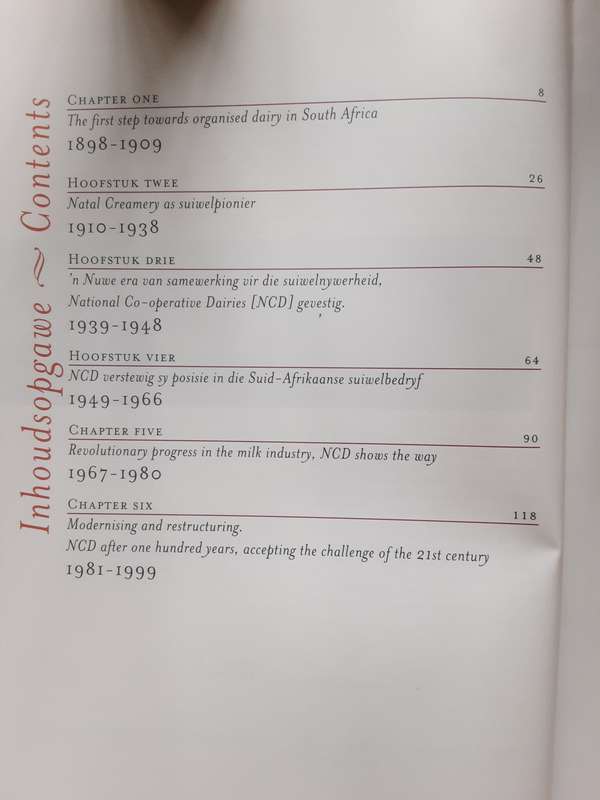 Inhoudsopgawe ~ Contents
CHAPTER ONE 8
The first step towards organised dairy in South Africa
1898-1909
HOOFSTUK TWEE 26
Natal Creamery as suiwelpionier
1910-1938
HOOFSTUK DRIE 48
'n Nuwe era van samewerking vir die suiwelnywerheid,
National Co-operative Dairies [NCD] gevestig.
1939-1948
HOOFSTUK VIER 64
NCD verstewig sy posisie in die Suid-Afrikaanse suiwelbedryf
1949-1966
CHAPTER FIVE 90
Revolutionary progress in the milk industry, NCD shows the way
1967-1980
CHAPTER SIX 118
Modernising and restructuring.
NCD after one hundred years, accepting the challenge of the 21st century
1981-1999